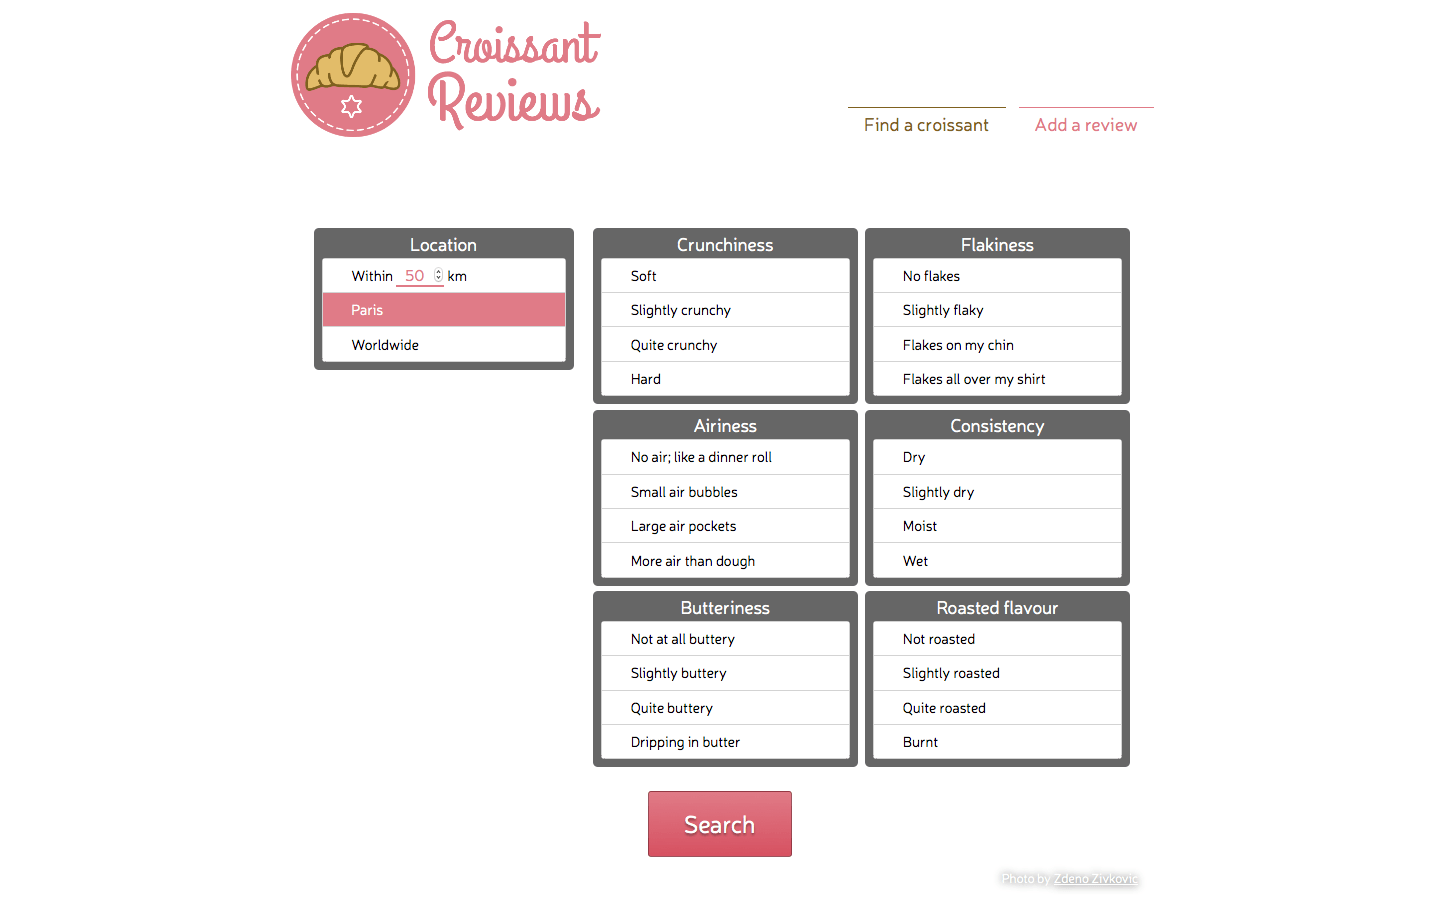 Croissant
Reviews
Find a croissant
Add a review
Location
Within 50 km
Paris
Worldwide
Crunchiness
Soft
Slightly crunchy
Quite crunchy
Hard
Flakiness
No flakes
Slightly flaky
Flakes on my chin
Flakes all over my shirt
Airiness
No air; like a dinner roll
Small air bubbles
Large air pockets
More air than dough
Consistency
Dry
Slightly dry
Moist
Wet
Butteriness
Not at all buttery
Slightly buttery
Quite buttery
Dripping in butter
Roasted flavour
Not roasted
Slightly roasted
Quite roasted
Burnt
Search
Photo by Zdeno Zivkovic